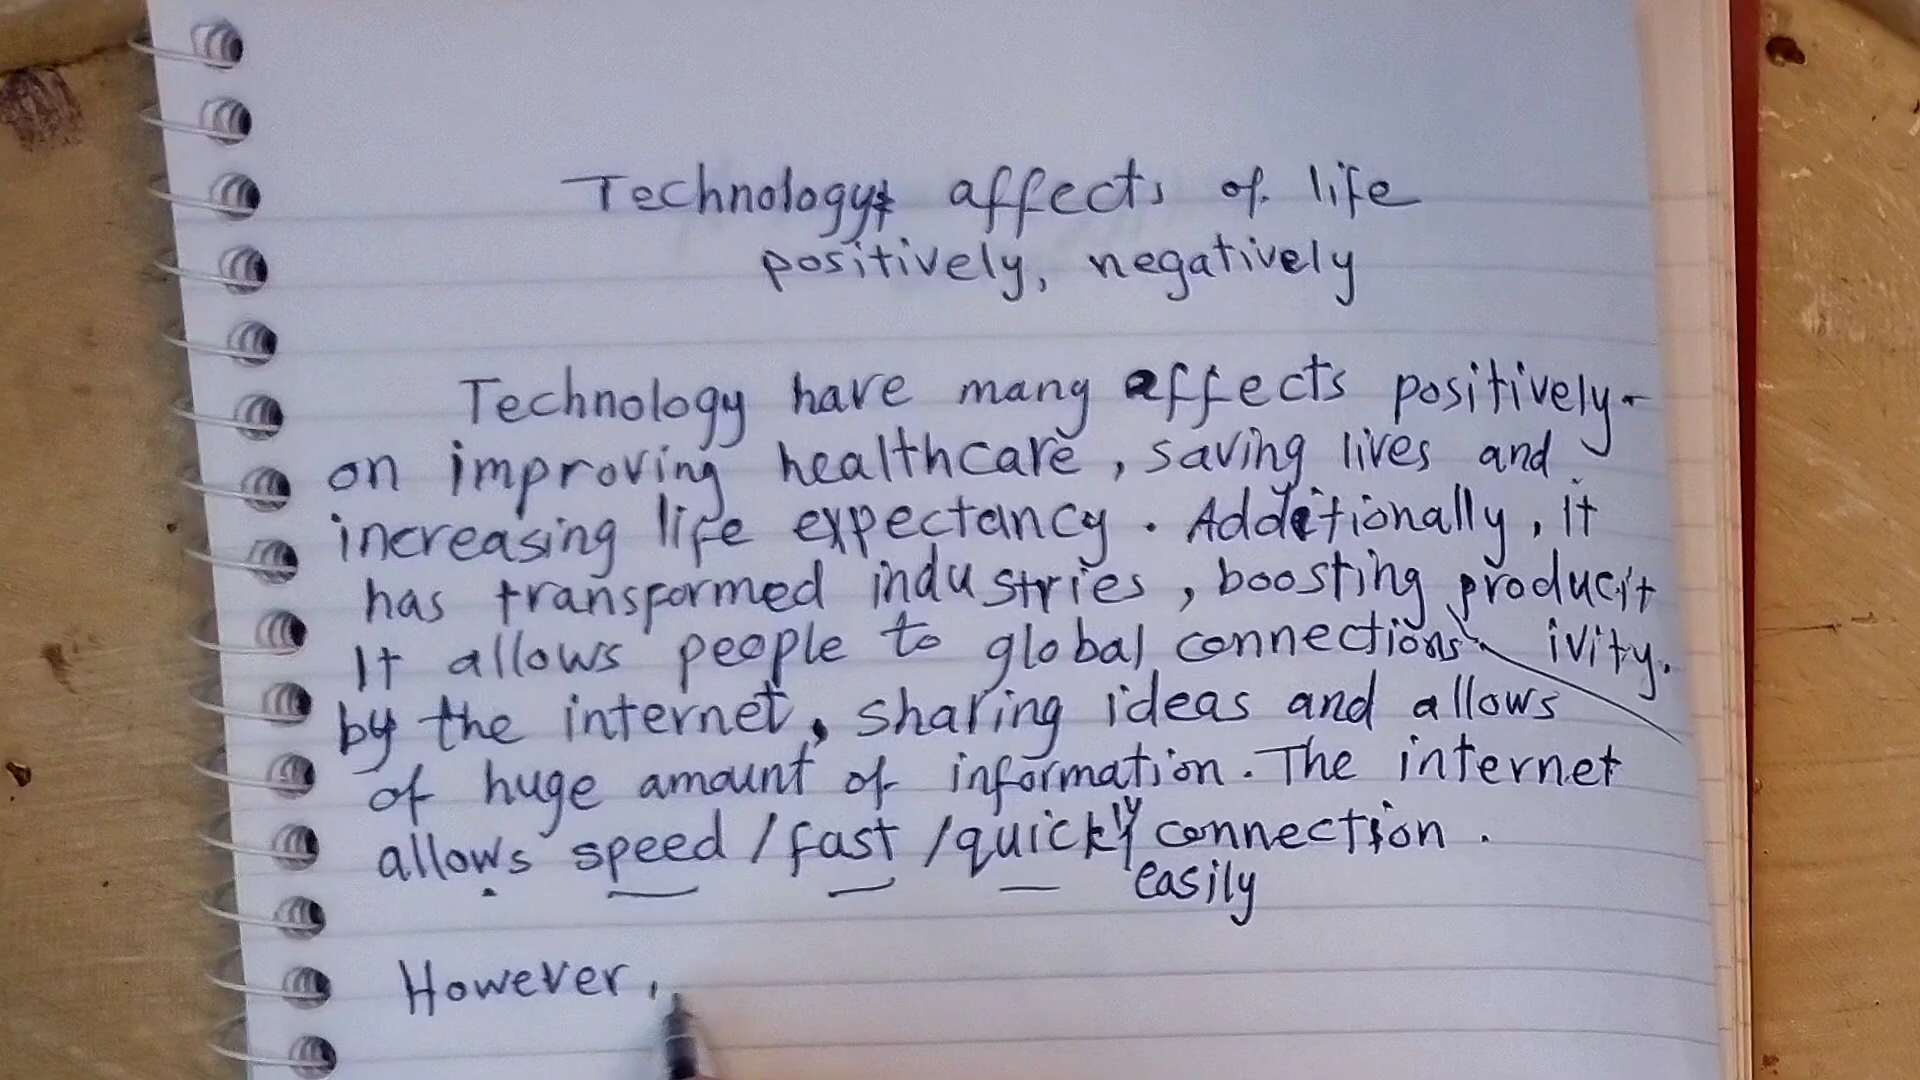 Technology affects of life
positively, negatively
Technology have many affects positively
on improving healthcare, saving lives and
increasing life expectancy. Additionally, it
has transformed industries, boosting product
ivity.
It allows people to global connections
by the internet, sharing ideas and allows
of huge amount of information. The internet
allows speed / fast / quickly connection.
easily
However,